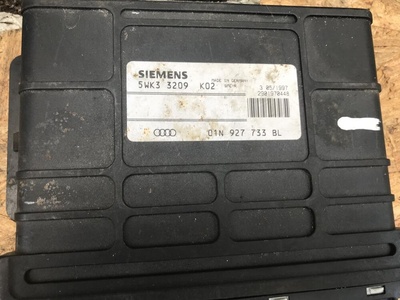 SIEMENS
5WK3 3209 K02
MADE IN GERMANY
01N 927 733 BL